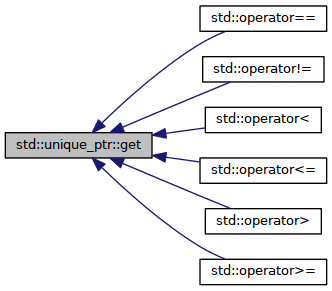 std::operator==
std::operator!=
std::operator<
std::unique_ptr::get
std::operator<=
std::operator>
std::operator>=